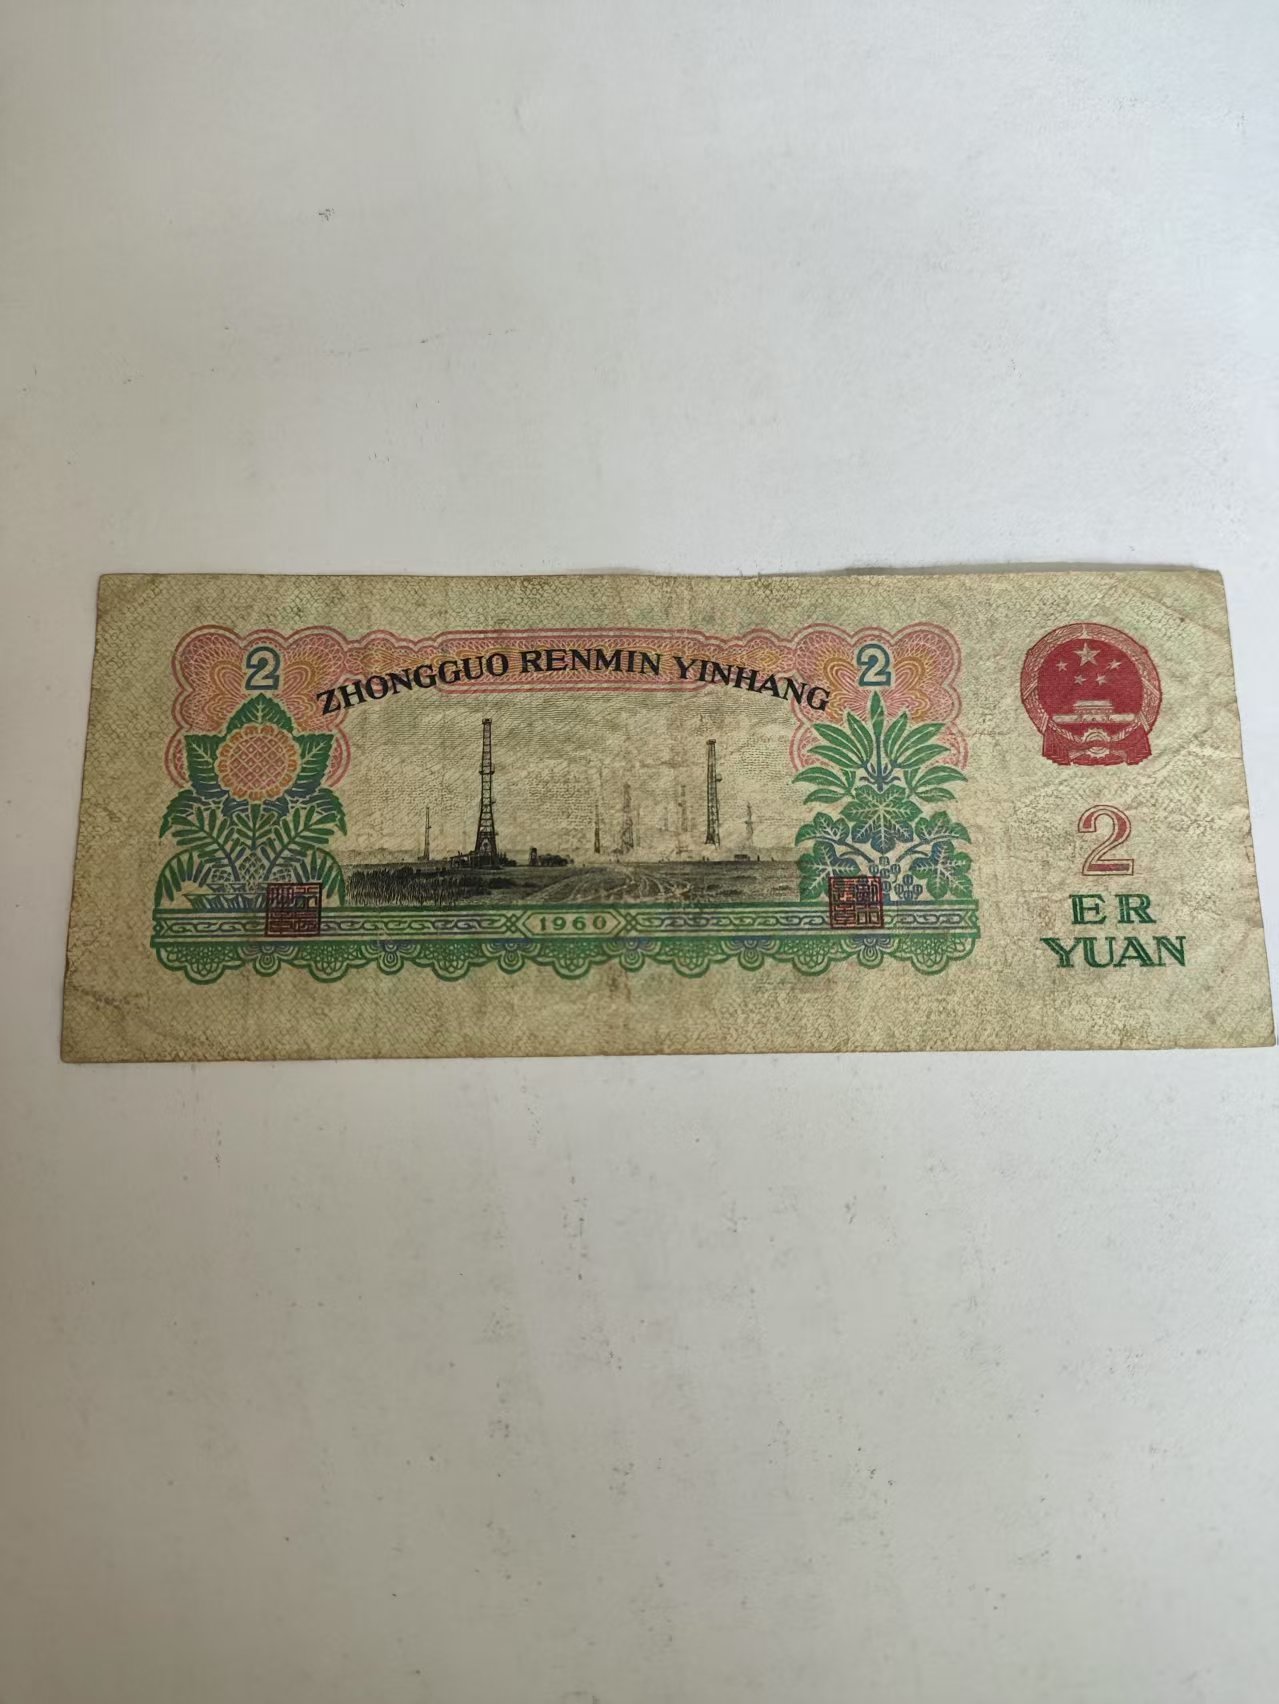 2
2
ZHONGGUO RENMIN YINHANG
1960
2
ER
YUAN